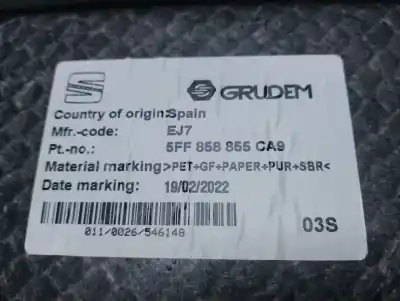 GRUDEM
Country of origin:Spain
Mfr.-code: EJ7
Pt.-no.: 5FF 858 855 CA9
Material marking>PET+GF+PAPER+PUR+SBR<
Date marking: 19/02/2022
011/0026/546148
03S